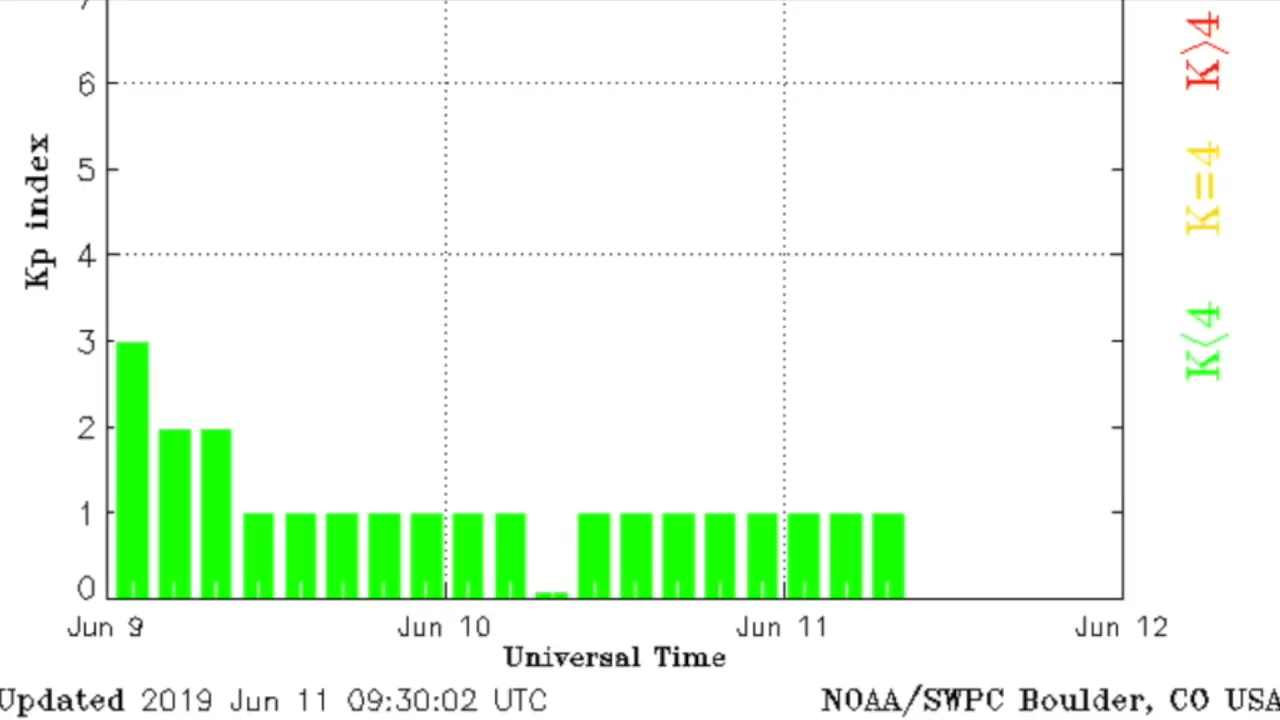 7
6
5
4
3
2
1
0
Kp index
K>4
K=4
K<4
Jun 9
Jun 10
Jun 11
Jun 12
Universal Time
Updated 2019 Jun 11 09:30:02 UTC
NOAA/SWPC Boulder, CO USA